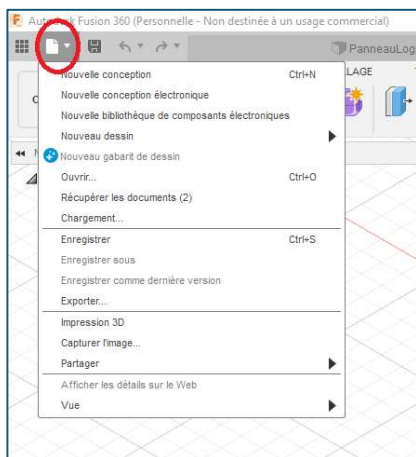 Autodesk Fusion 360 (Personnelle - Non destinée à un usage commercial)
PanneauLog
LAGE
Nouvelle conception Ctrl+N
Nouvelle conception électronique
Nouvelle bibliothèque de composants électroniques
Nouveau dessin
Nouveau gabarit de dessin
Ouvrir... Ctrl+O
Récupérer les documents (2)
Chargement...
Enregistrer Ctrl+S
Enregistrer sous
Enregistrer comme dernière version
Exporter...
Impression 3D
Capturer l'image...
Partager
Afficher les détails sur le Web
Vue